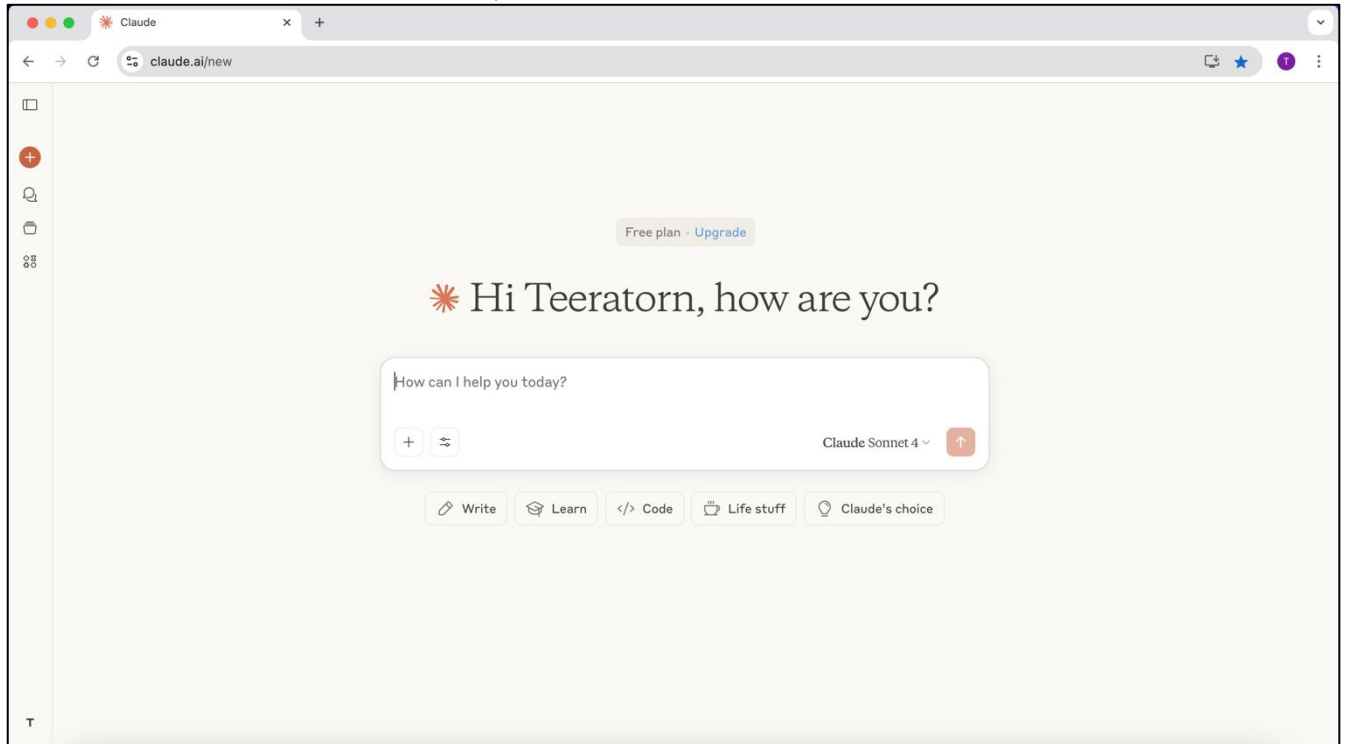 Claude
claude.ai/new
T
Free plan · Upgrade
Hi Teeratorn, how are you?
How can I help you today?
Claude Sonnet 4
Write
Learn
</> Code
Life stuff
Claude's choice
T